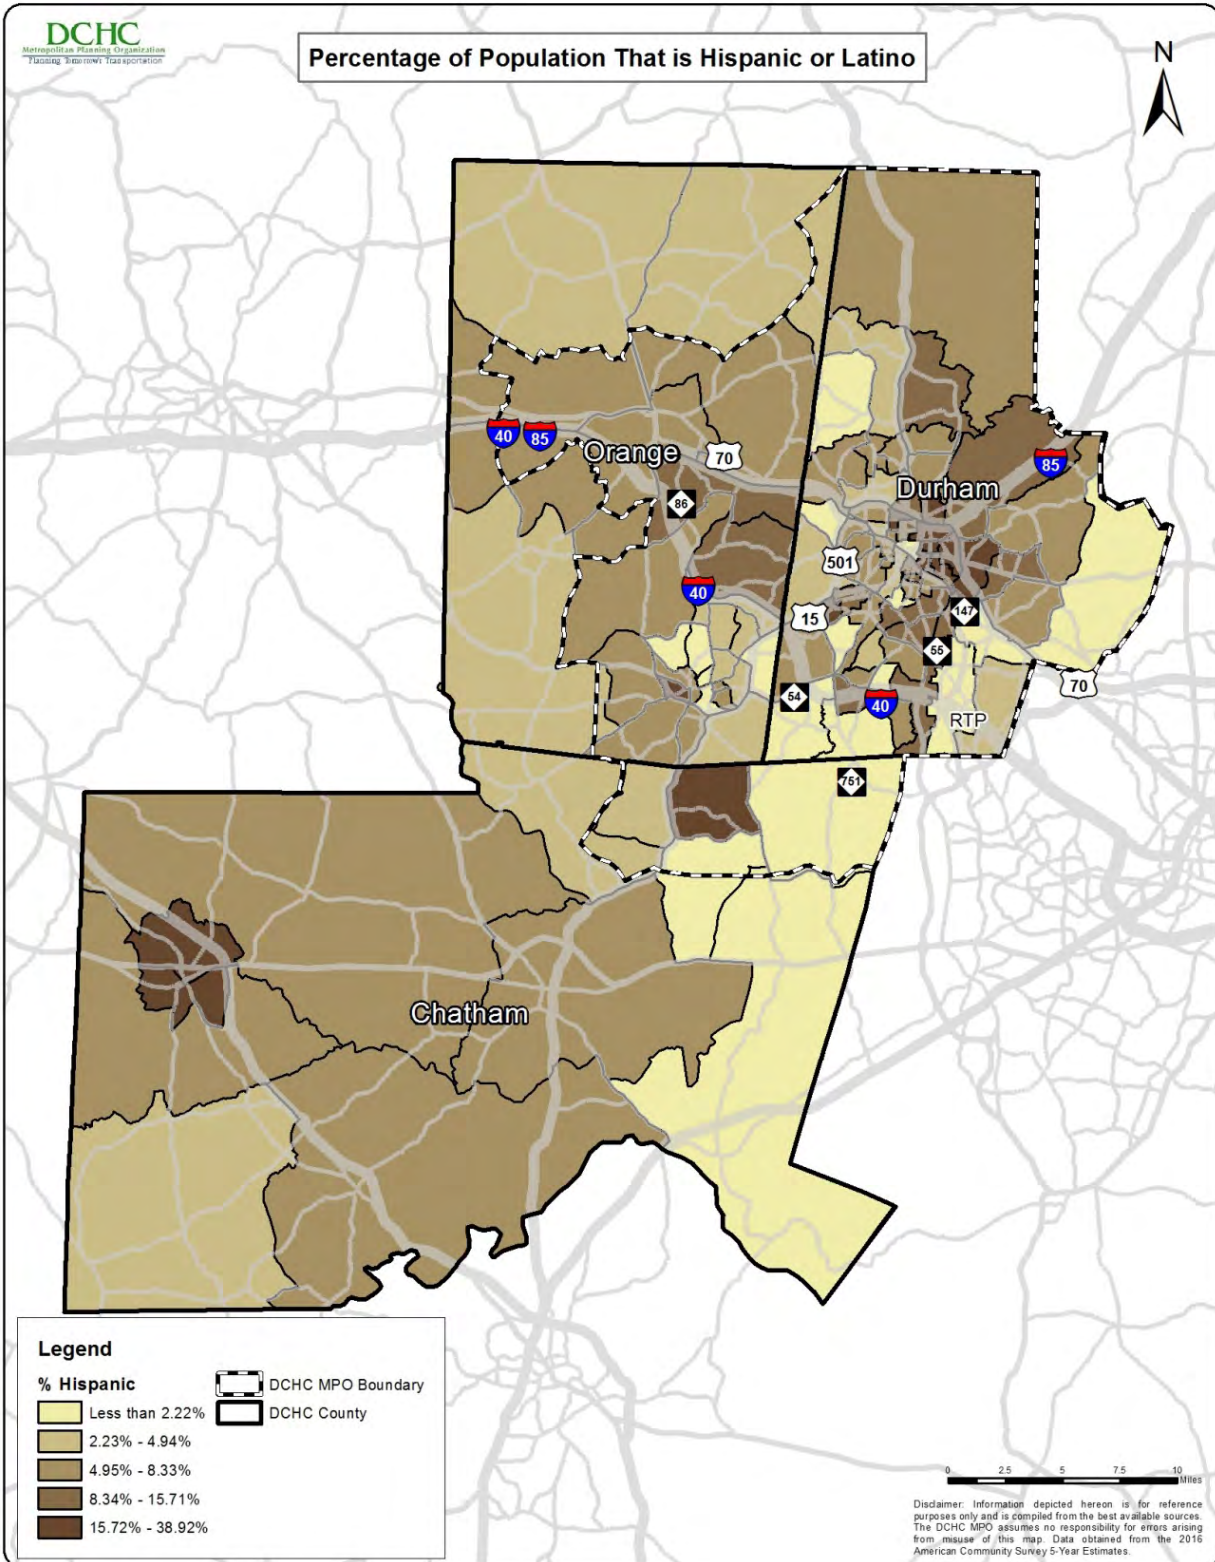 DCHC
Metropolitan Planning Organization
Planning Tomorrow's Transportation
Percentage of Population That is Hispanic or Latino
N
40
85
Orange
70
86
85
Durham
501
40
15
147
55
70
54
40
RTP
751
Chatham
Legend
% Hispanic
Less than 2.22%
2.23% - 4.94%
4.95% - 8.33%
8.34% - 15.71%
15.72% - 38.92%
DCHC MPO Boundary
DCHC County
0 2.5 5 7.5 10
Miles
Disclaimer: Information depicted hereon is for reference
purposes only and is compiled from the best available sources.
The DCHC MPO assumes no responsibility for errors arising
from misuse of this map. Data obtained from the 2016
American Community Survey 5-Year Estimates.